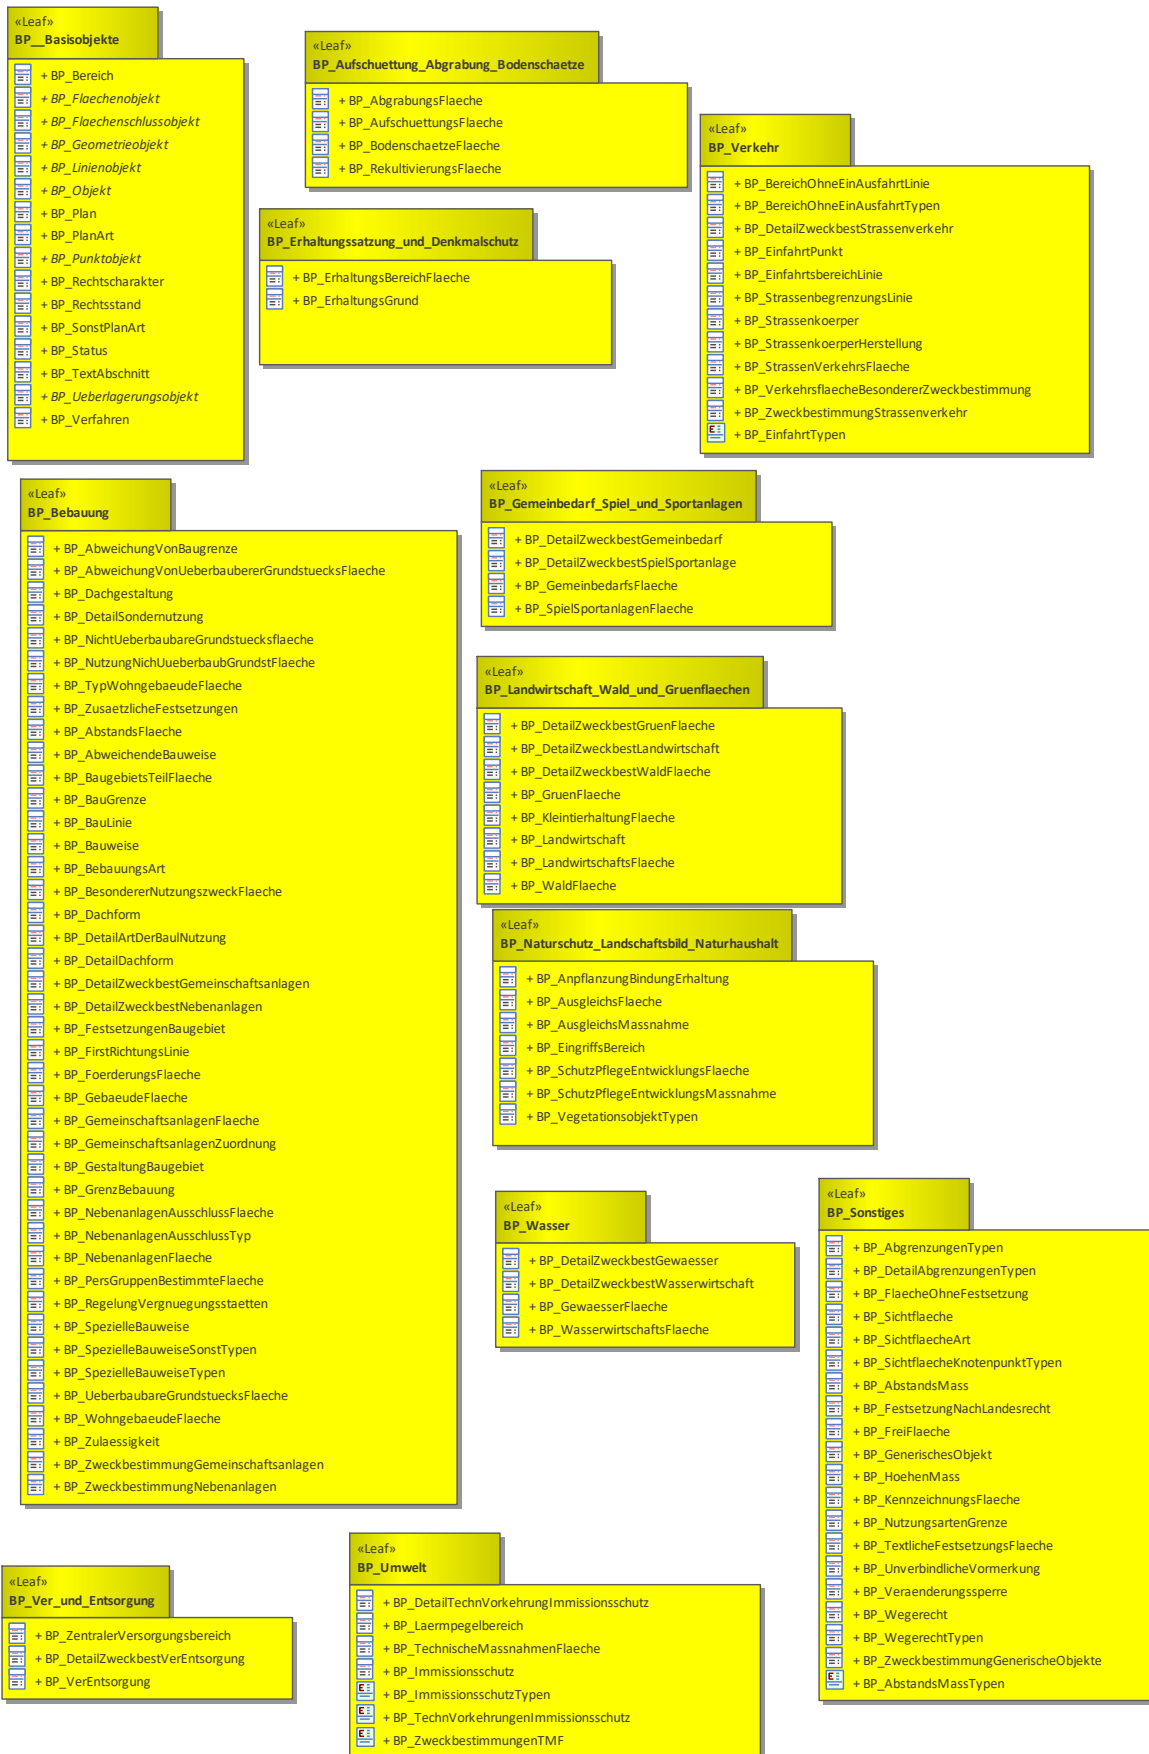 «Leaf»
BP__Basisobjekte
+ BP_Bereich
+ BP_Flaechenobjekt
+ BP_Flaechenschlussobjekt
+ BP_Geometrieobjekt
+ BP_Linienobjekt
+ BP_Objekt
+ BP_Plan
+ BP_PlanArt
+ BP_Punktobjekt
+ BP_Rechtscharakter
+ BP_Rechtsstand
+ BP_SonstPlanArt
+ BP_Status
+ BP_TextAbschnitt
+ BP_Ueberlagerungsobjekt
+ BP_Verfahren
«Leaf»
BP_Aufschuettung_Abgrabung_Bodenschaetze
+ BP_AbgrabungsFlaeche
+ BP_AufschuettungsFlaeche
+ BP_BodenschaetzeFlaeche
+ BP_RekultivierungsFlaeche
«Leaf»
BP_Erhaltungssatzung_und_Denkmalschutz
+ BP_ErhaltungsBereichFlaeche
+ BP_ErhaltungsGrund
«Leaf»
BP_Verkehr
+ BP_BereichOhneEinAusfahrtLinie
+ BP_BereichOhneEinAusfahrtTypen
+ BP_DetailZweckbestStrassenverkehr
+ BP_EinfahrtPunkt
+ BP_EinfahrtsbereichLinie
+ BP_StrassenbegrenzungsLinie
+ BP_Strassenkoerper
+ BP_StrassenkoerperHerstellung
+ BP_StrassenVerkehrsFlaeche
+ BP_VerkehrsflaecheBesondererZweckbestimmung
+ BP_ZweckbestimmungStrassenverkehr
+ BP_EinfahrtTypen
«Leaf»
BP_Bebauung
+ BP_AbweichungVonBaugrenze
+ BP_AbweichungVonUeberbaubererGrundstuecksFlaeche
+ BP_Dachgestaltung
+ BP_DetailSondernutzung
+ BP_NichtUeberbaubareGrundstuecksflaeche
+ BP_NutzungNichUueberbaubGrundstFlaeche
+ BP_TypWohngebaeudeFlaeche
+ BP_ZusaetzlicheFestsetzungen
+ BP_AbstandsFlaeche
+ BP_AbweichendeBauweise
+ BP_BaugebietsTeilFlaeche
+ BP_BauGrenze
+ BP_BauLinie
+ BP_Bauweise
+ BP_BebauungsArt
+ BP_BesondererNutzungszweckFlaeche
+ BP_Dachform
+ BP_DetailArtDerBaulNutzung
+ BP_DetailDachform
+ BP_DetailZweckbestGemeinschaftsanlagen
+ BP_DetailZweckbestNebenanlagen
+ BP_FestsetzungenBaugebiet
+ BP_FirstRichtungsLinie
+ BP_FoerderungsFlaeche
+ BP_GebaeudeFlaeche
+ BP_GemeinschaftsanlagenFlaeche
+ BP_GemeinschaftsanlagenZuordnung
+ BP_GestaltungBaugebiet
+ BP_GrenzBebauung
+ BP_NebenanlagenAusschlussFlaeche
+ BP_NebenanlagenAusschlussTyp
+ BP_NebenanlagenFlaeche
+ BP_PersGruppenBestimmteFlaeche
+ BP_RegelungVergnuegungsstaetten
+ BP_SpezielleBauweise
+ BP_SpezielleBauweiseSonstTypen
+ BP_SpezielleBauweiseTypen
+ BP_UeberbaubareGrundstuecksFlaeche
+ BP_WohngebaeudeFlaeche
+ BP_Zulaessigkeit
+ BP_ZweckbestimmungGemeinschaftsanlagen
+ BP_ZweckbestimmungNebenanlagen
«Leaf»
BP_Gemeinbedarf_Spiel_und_Sportanlagen
+ BP_DetailZweckbestGemeinbedarf
+ BP_DetailZweckbestSpielSportanlage
+ BP_GemeinbedarfsFlaeche
+ BP_SpielSportanlagenFlaeche
«Leaf»
BP_Landwirtschaft_Wald_und_Gruenflaechen
+ BP_DetailZweckbestGruenFlaeche
+ BP_DetailZweckbestLandwirtschaft
+ BP_DetailZweckbestWaldFlaeche
+ BP_GruenFlaeche
+ BP_KleintierhaltungFlaeche
+ BP_Landwirtschaft
+ BP_LandwirtschaftsFlaeche
+ BP_WaldFlaeche
«Leaf»
BP_Naturschutz_Landschaftsbild_Naturhaushalt
+ BP_AnpflanzungBindungErhaltung
+ BP_AusgleichsFlaeche
+ BP_AusgleichsMassnahme
+ BP_EingriffsBereich
+ BP_SchutzPflegeEntwicklungsFlaeche
+ BP_SchutzPflegeEntwicklungsMassnahme
+ BP_VegetationsobjektTypen
«Leaf»
BP_Wasser
+ BP_DetailZweckbestGewaesser
+ BP_DetailZweckbestWasserwirtschaft
+ BP_GewaesserFlaeche
+ BP_WasserwirtschaftsFlaeche
«Leaf»
BP_Sonstiges
+ BP_AbgrenzungenTypen
+ BP_DetailAbgrenzungenTypen
+ BP_FlaecheOhneFestsetzung
+ BP_Sichtflaeche
+ BP_SichtflaecheArt
+ BP_SichtflaecheKnotenpunktTypen
+ BP_AbstandsMass
+ BP_FestsetzungNachLandesrecht
+ BP_FreiFlaeche
+ BP_GenerischesObjekt
+ BP_HoehenMass
+ BP_KennzeichnungsFlaeche
+ BP_NutzungsartenGrenze
+ BP_TextlicheFestsetzungsFlaeche
+ BP_UnverbindlicheVormerkung
+ BP_Veraenderungssperre
+ BP_Wegerecht
+ BP_WegerechtTypen
+ BP_ZweckbestimmungGenerischeObjekte
+ BP_AbstandsMassTypen
«Leaf»
BP_Ver_und_Entsorgung
+ BP_ZentralerVersorgungsbereich
+ BP_DetailZweckbestVerEntsorgung
+ BP_VerEntsorgung
«Leaf»
BP_Umwelt
+ BP_DetailTechnVorkehrungImmissionsschutz
+ BP_Laermpegelbereich
+ BP_TechnischeMassnahmenFlaeche
+ BP_Immissionsschutz
+ BP_ImmissionsschutzTypen
+ BP_TechnVorkehrungenImmissionsschutz
+ BP_ZweckbestimmungenTMF